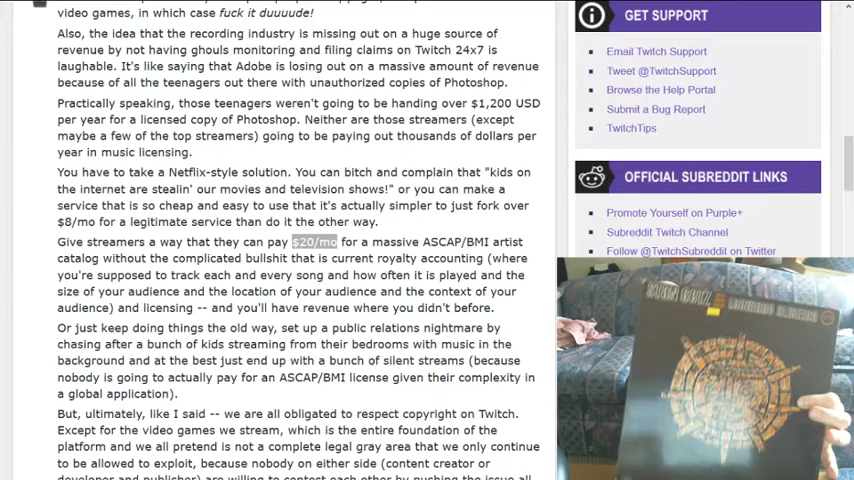 video games, in which case fuck it duuuude!
Also, the idea that the recording industry is missing out on a huge source of
revenue by not having ghouls monitoring and filing claims on Twitch 24x7 is
laughable. It's like saying that Adobe is losing out on a massive amount of revenue
because of all the teenagers out there with unauthorized copies of Photoshop.
Practically speaking, those teenagers weren't going to be handing over $1,200 USD
per year for a licensed copy of Photoshop. Neither are those streamers (except
maybe a few of the top streamers) going to be paying out thousands of dollars per
year in music licensing.
You have to take a Netflix-style solution. You can bitch and complain that "kids on
the internet are stealin' our movies and television shows!" or you can make a
service that is so cheap and easy to use that it's actually simpler to just fork over
$8/mo for a legitimate service than do it the other way.
Give streamers a way that they can pay $20/mo for a massive ASCAP/BMI artist
catalog without the complicated bullshit that is current royalty accounting (where
you're supposed to track each and every song and how often it is played and the
size of your audience and the location of your audience and the context of your
audience) and licensing -- and you'll have revenue where you didn't before.
Or just keep doing things the old way, set up a public relations nightmare by
chasing after a bunch of kids streaming from their bedrooms with music in the
background and at the best just end up with a bunch of silent streams (because
nobody is going to actually pay for an ASCAP/BMI license given their complexity in
a global application).
But, ultimately, like I said -- we are all obligated to respect copyright on Twitch.
Except for the video games we stream, which is the entire foundation of the
platform and we all pretend is not a complete legal gray area that we only continue
to be allowed to exploit, because nobody on either side (content creator or
developer and publisher) are willing to contest each other by pushing the issue all
GET SUPPORT
Email Twitch Support
Tweet @TwitchSupport
Browse the Help Portal
Submit a Bug Report
TwitchTips
OFFICIAL SUBREDDIT LINKS
Promote Yourself on Purple+
Subreddit Twitch Channel
Follow @TwitchSubreddit on Twitter